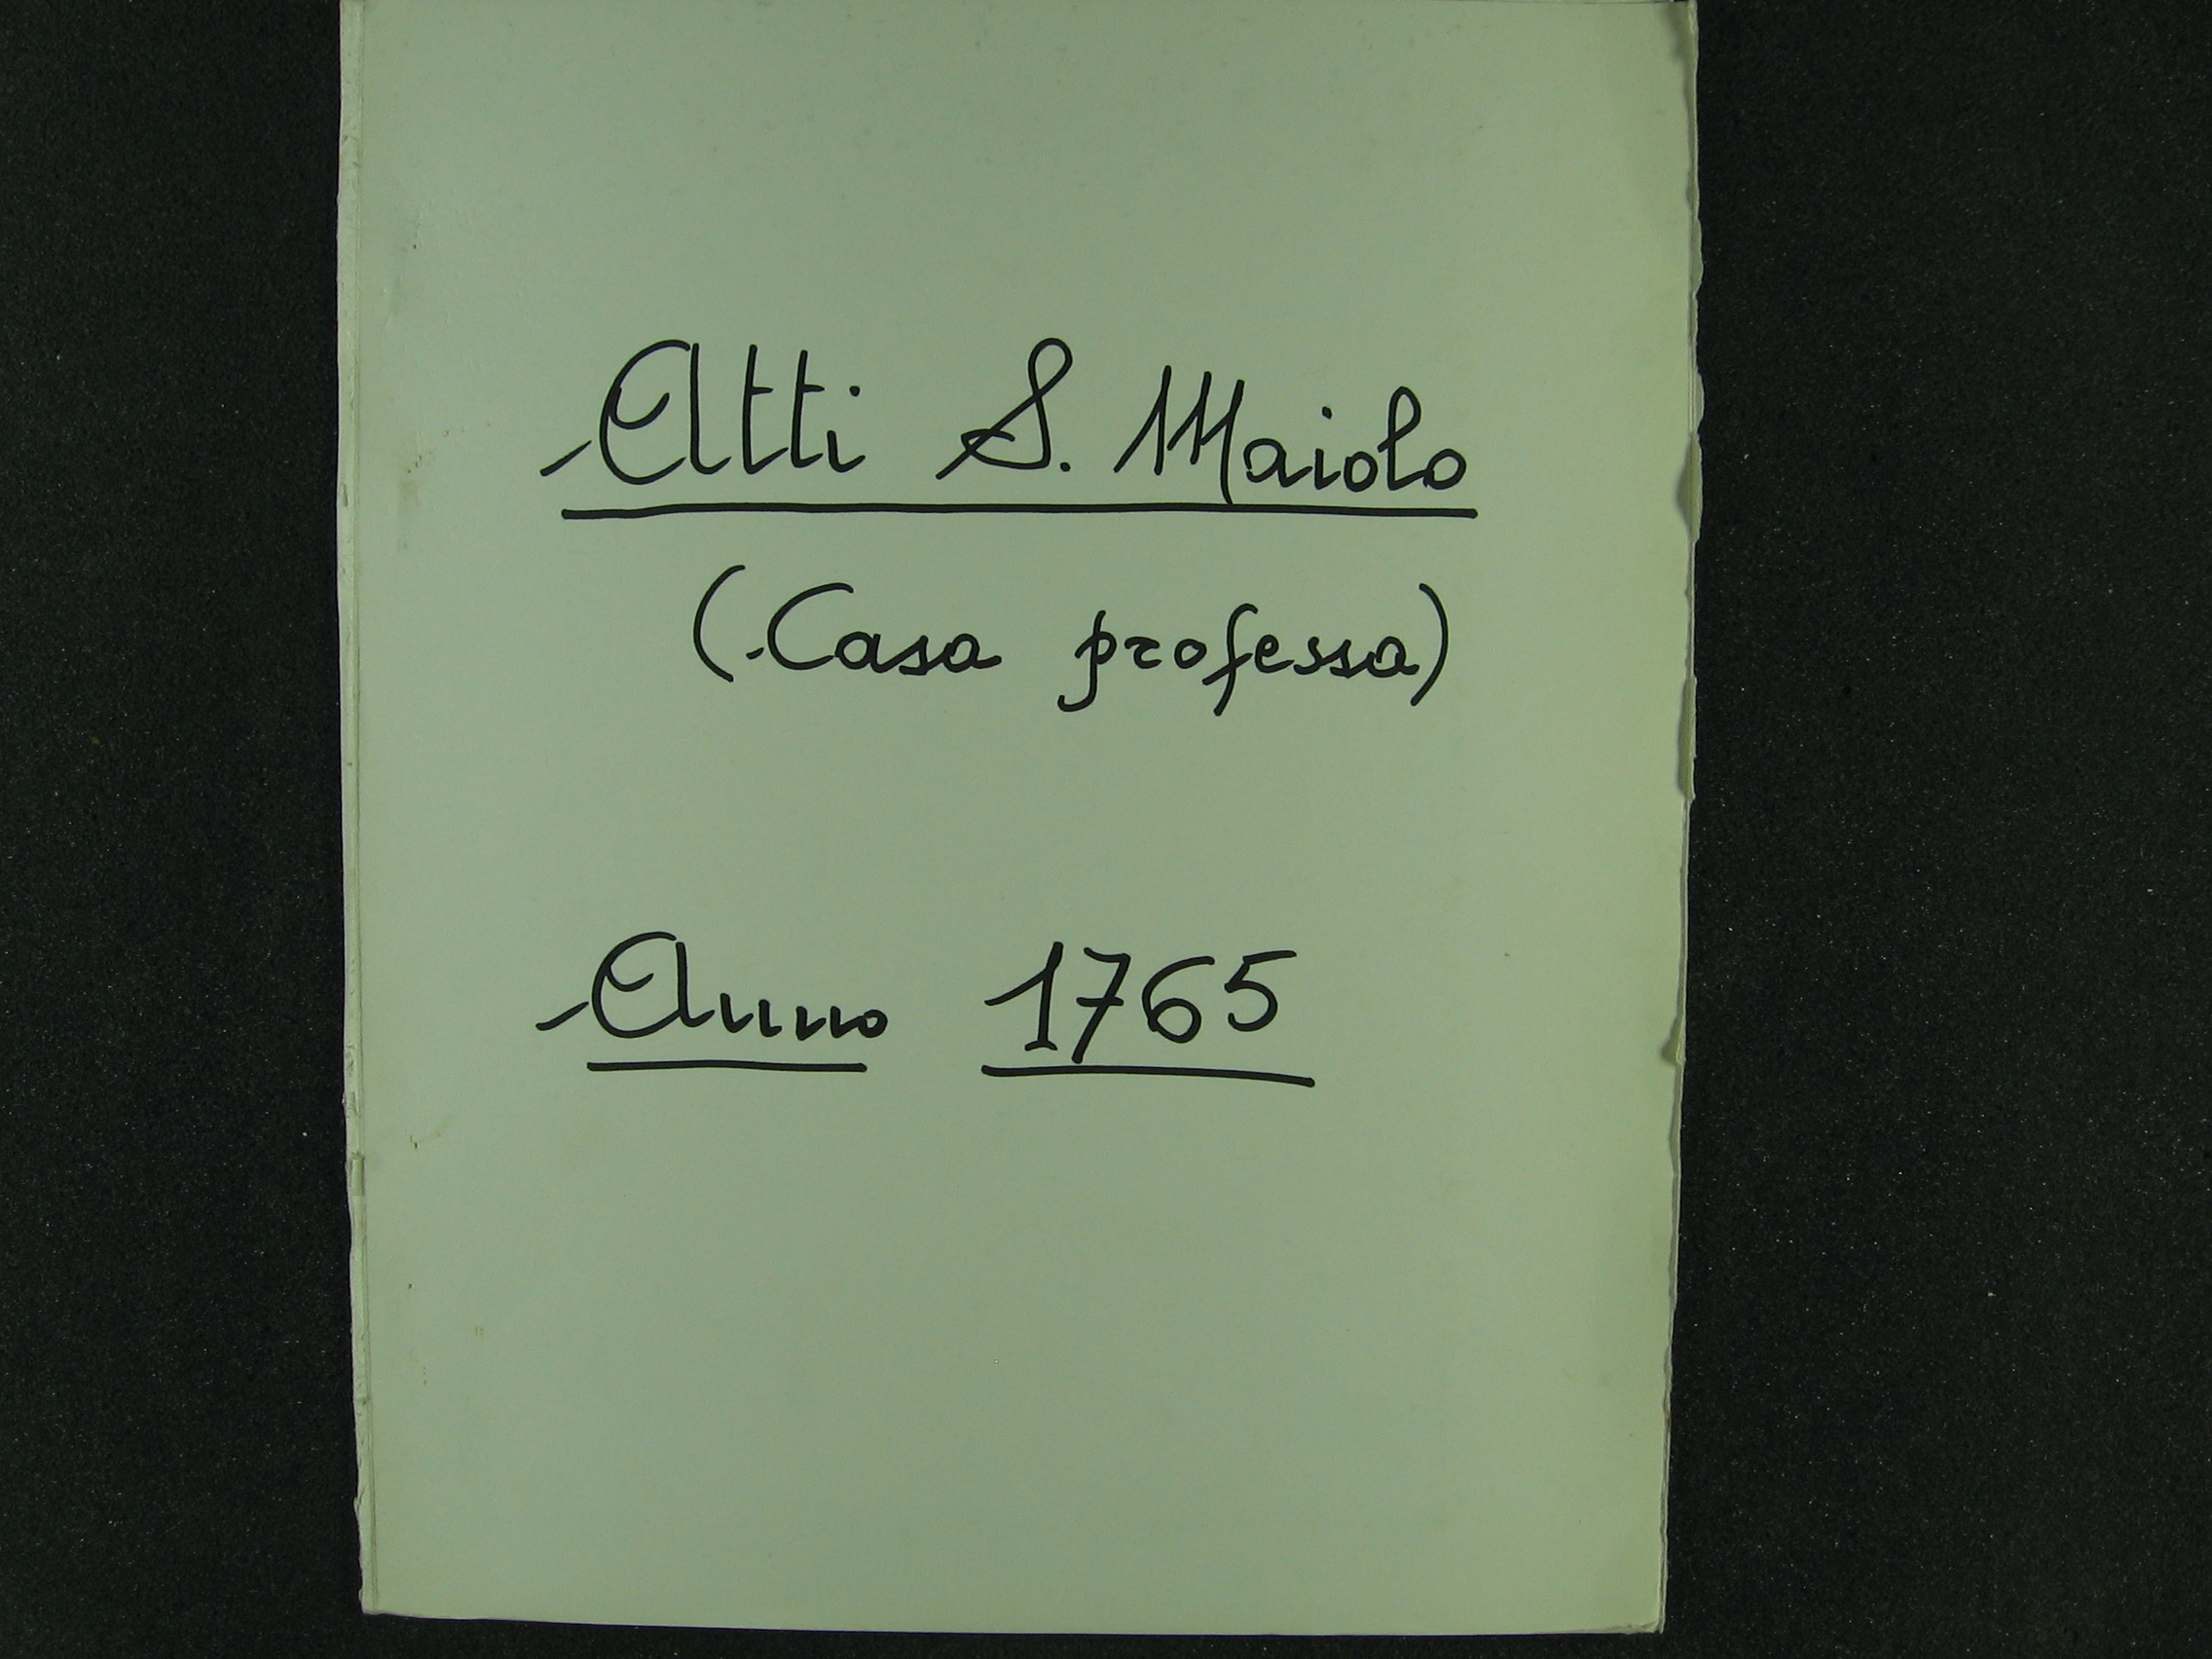 Atti S. Maiolo
(Casa professa)
Anno 1765